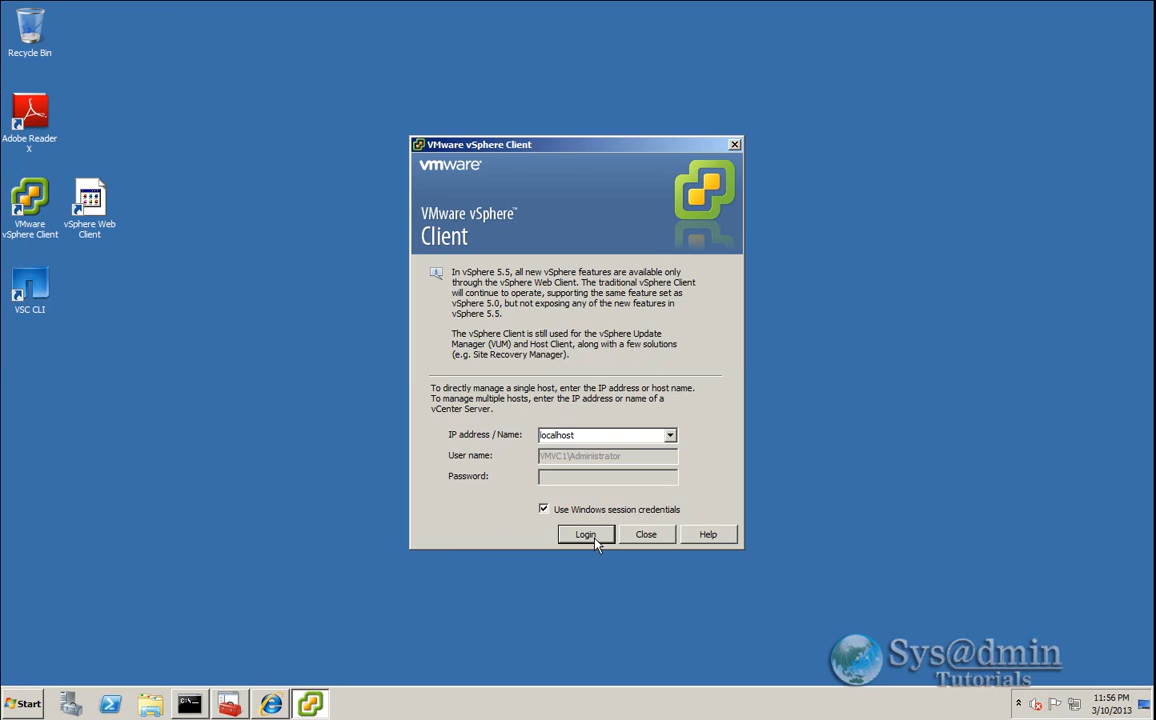 Recycle Bin
Adobe Reader
X
VMware
vSphere Client
vSphere Web
Client
VSC CLI
VMware vSphere Client
vmware®
VMware vSphere™
Client
In vSphere 5.5, all new vSphere features are available only
through the vSphere Web Client. The traditional vSphere Client
will continue to operate, supporting the same feature set as
vSphere 5.0, but not exposing any of the new features in
vSphere 5.5.
The vSphere Client is still used for the vSphere Update
Manager (VUM) and Host Client, along with a few solutions
(e.g. Site Recovery Manager).
To directly manage a single host, enter the IP address or host name.
To manage multiple hosts, enter the IP address or name of a
vCenter Server.
IP address / Name: localhost
User name: VMVC1\Administrator
Password:
Use Windows session credentials
Login Close Help
Sys@dmin
Tutorials
Start
C:\_
11:56 PM
3/10/2013